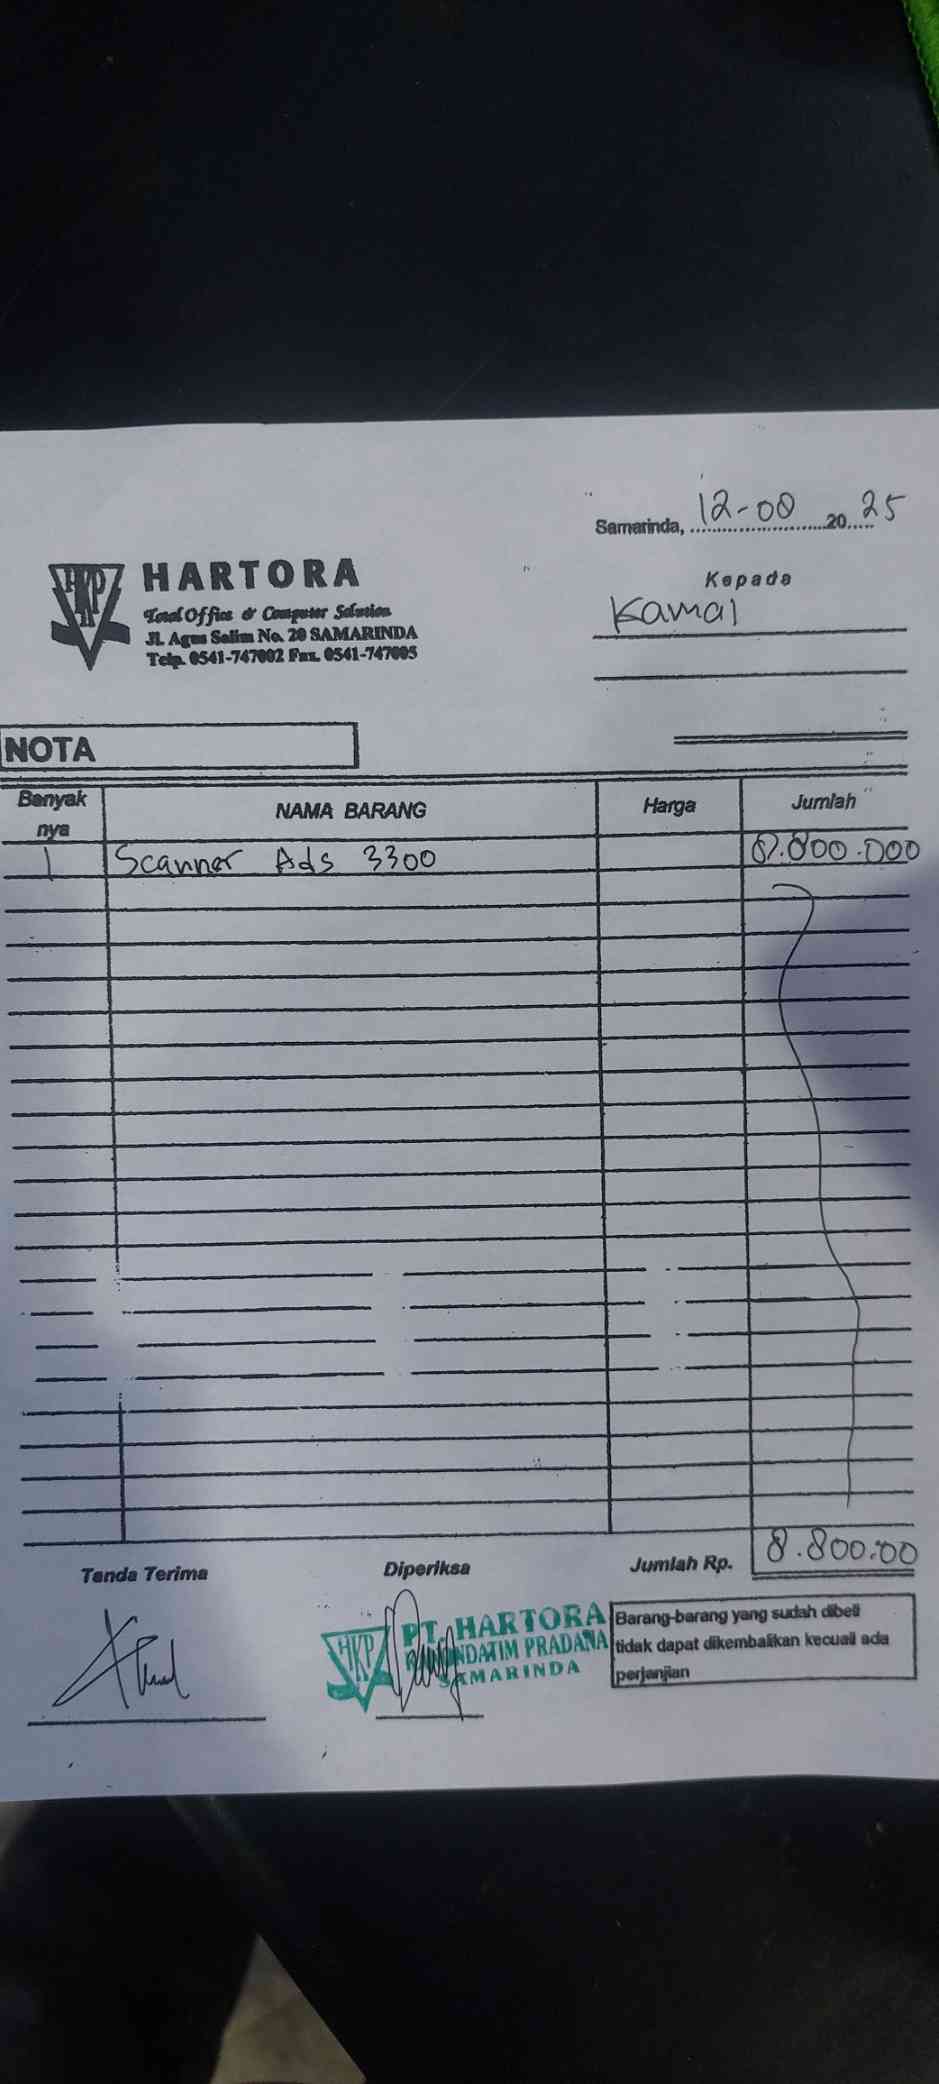 Samarinda, 12-08 20 25
HARTORA
Total Office & Computer Solution
Jl. Agus Salim No. 20 SAMARINDA
Telp. 0541-747002 Fax. 0541-747005
Kepada
Kamal
NOTA
Banyak nya NAMA BARANG Harga Jumlah
1 Scanner Ads 3300 8.800.000
Jumlah Rp. 8.800.00
Tanda Terima Diperiksa
PT. HARTORA
PRADANA
SAMARINDA
Barang-barang yang sudah dibeli
tidak dapat dikembalikan kecuali ada
perjanjian